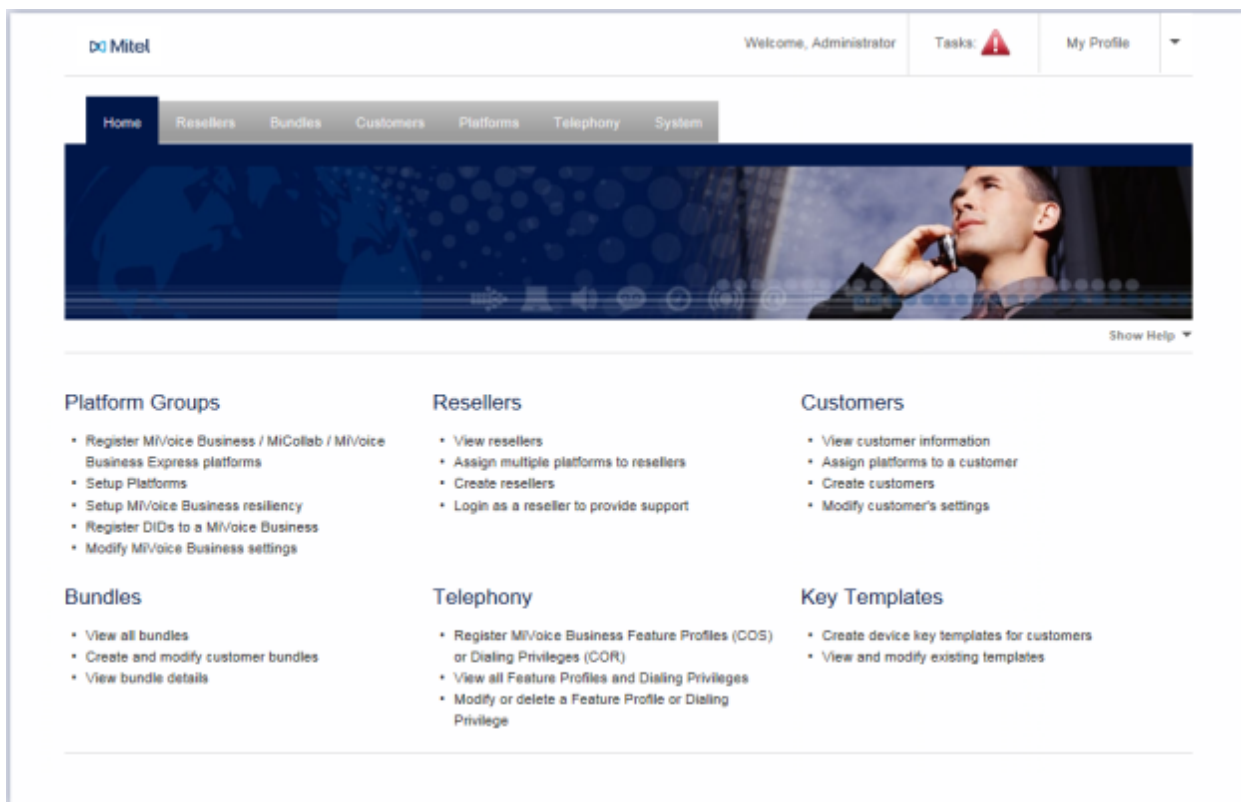 Mitel
Welcome, Administrator
Tasks:
My Profile
Home
Resellers
Bundles
Customers
Platforms
Telephony
System
Show Help
Platform Groups
• Register MiVoice Business / MiCollab / MiVoice
Business Express platforms
• Setup Platforms
• Setup MiVoice Business resiliency
• Register DIDs to a MiVoice Business
• Modify MiVoice Business settings
Resellers
• View resellers
• Assign multiple platforms to resellers
• Create resellers
• Login as a reseller to provide support
Customers
• View customer information
• Assign platforms to a customer
• Create customers
• Modify customer's settings
Bundles
• View all bundles
• Create and modify customer bundles
• View bundle details
Telephony
• Register MiVoice Business Feature Profiles (COS)
or Dialing Privileges (COR)
• View all Feature Profiles and Dialing Privileges
• Modify or delete a Feature Profile or Dialing
Privilege
Key Templates
• Create device key templates for customers
• View and modify existing templates